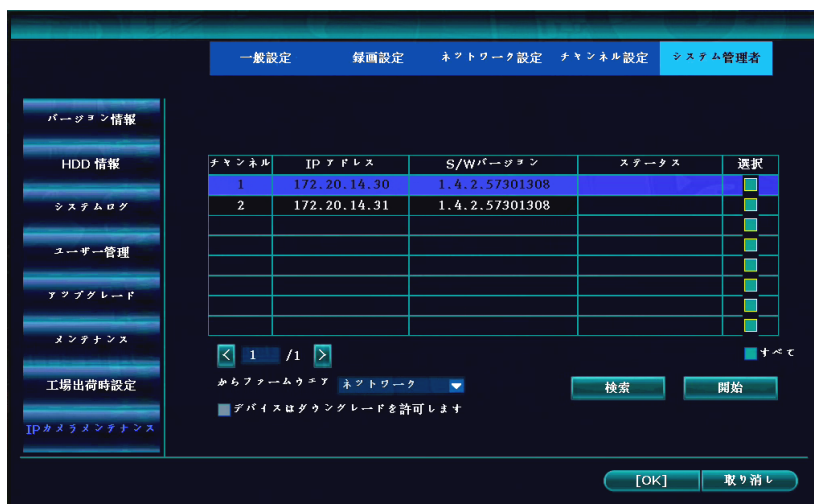 一般設定 録画設定 ネットワーク設定 チャンネル設定 システム管理者
バージョン情報
HDD 情報
システムログ
ユーザー管理
アップグレード
メンテナンス
工場出荷時設定
IPカメラメンテナンス
チャンネル IP アドレス S/Wバージョン ステータス 選択
1 172.20.14.30 1.4.2.57301308
2 172.20.14.31 1.4.2.57301308
< 1 /1 > すべて
からファームウエア ネットワーク 検索 開始
デバイスはダウングレードを許可します
[OK] 取り消し